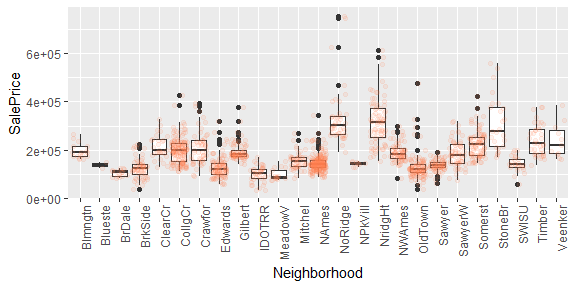 SalePrice
6e+05
4e+05
2e+05
0e+00
Blmngtn
Blueste
BrDale
BrkSide
ClearCr
CollgCr
Crawfor
Edwards
Gilbert
IDOTRR
MeadowV
Mitchel
NAmes
NoRidge
NPkVill
NridgHt
NWAmes
OldTown
Sawyer
SawyerW
Somerst
StoneBr
SWISU
Timber
Veenker
Neighborhood